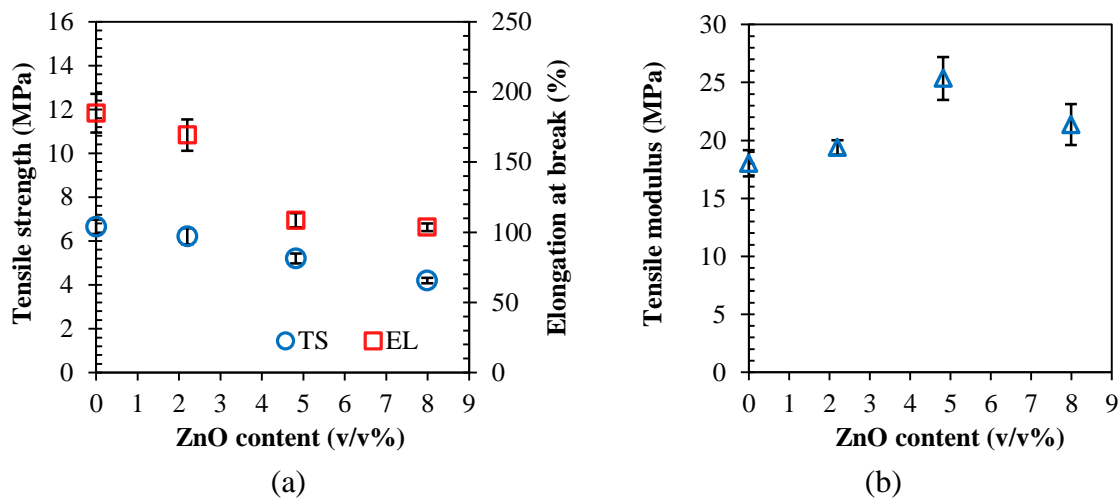 Tensile strength (MPa)
16
14
12
10
8
6
4
2
0
250
200
150
100
50
0
Elongation at break (%)
TS
EL
0 1 2 3 4 5 6 7 8 9
ZnO content (v/v%)
(a)
Tensile modulus (MPa)
30
25
20
15
10
5
0
0 1 2 3 4 5 6 7 8 9
ZnO content (v/v%)
(b)